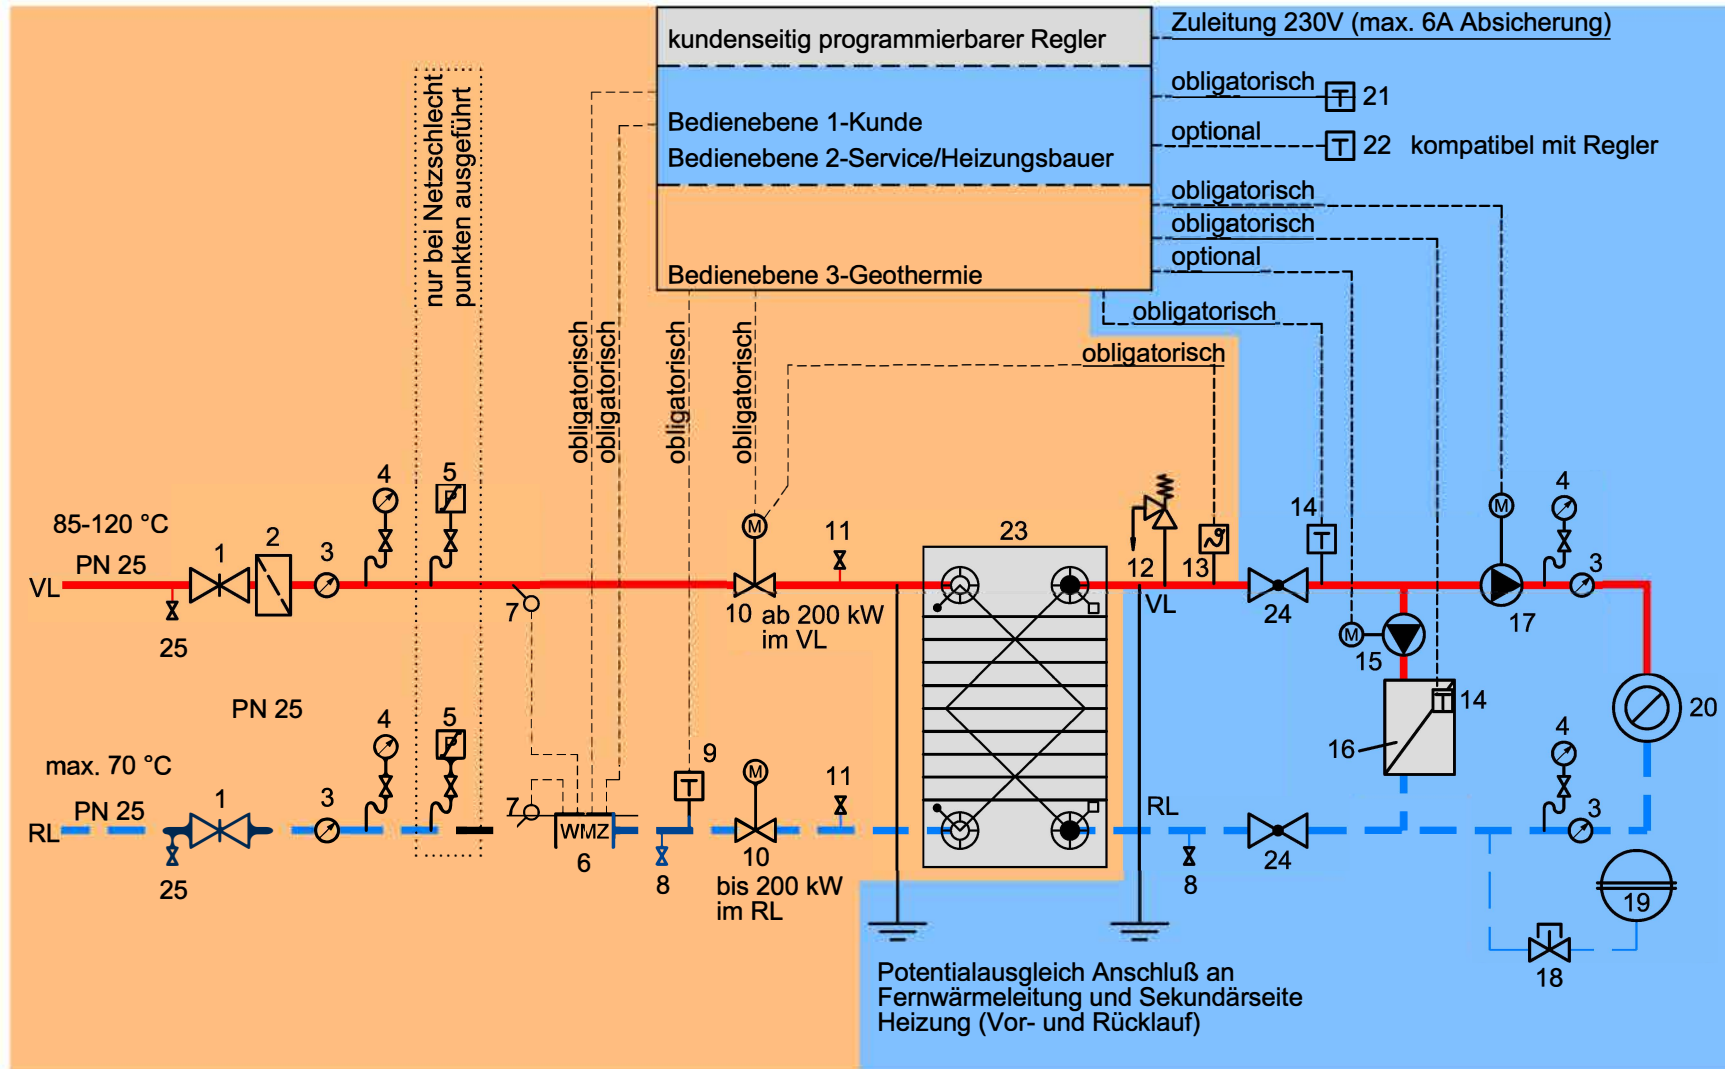 kundenseitig programmierbarer Regler
Zuleitung 230V (max. 6A Absicherung)
obligatorisch
T 21
Bedienebene 1-Kunde
optional
T 22 kompatibel mit Regler
Bedienebene 2-Service/Heizungsbauer
obligatorisch
obligatorisch
optional
Bedienebene 3-Geothermie
obligatorisch
obligatorisch
nur bei Netzschlecht
punkten ausgeführt
obligatorisch
obligatorisch
obligatorisch
obligatorisch
85-120 °C
PN 25
VL
25
1
2
3
4
5
P
7
M
10
ab 200 kW
im VL
11
23
12
VL
13
14
T
24
M
15
M
17
4
3
20
14
T
16
PN 25
max. 70 °C
PN 25
RL
25
1
3
4
5
P
7
WMZ
6
8
9
T
M
10
bis 200 kW
im RL
11
RL
8
24
4
3
19
18
Potentialausgleich Anschluß an
Fernwärmeleitung und Sekundärseite
Heizung (Vor- und Rücklauf)